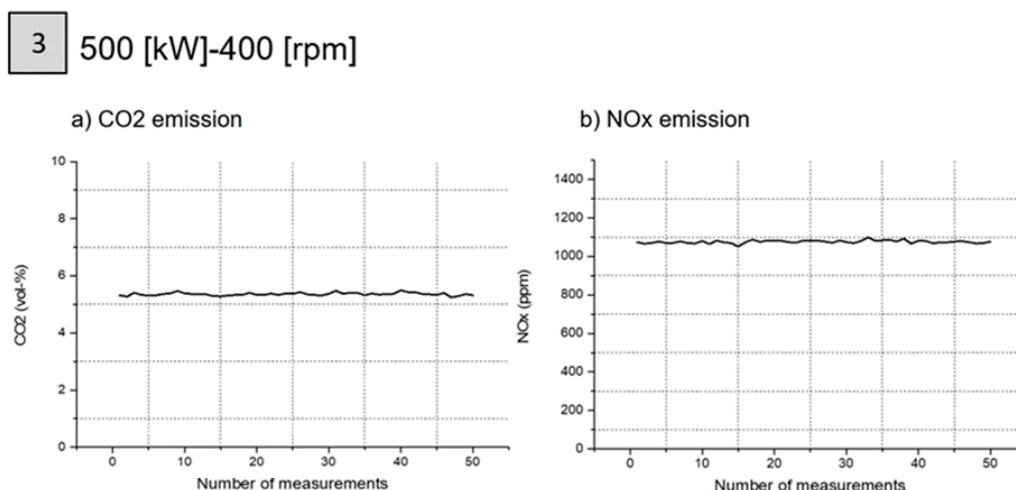 3
500 [kW]-400 [rpm]
a) CO2 emission
10
8
6
4
2
0
CO2 (vol-%)
0 10 20 30 40 50
Number of measurements
b) NOx emission
1400
1200
1000
800
600
400
200
0
NOx (ppm)
0 10 20 30 40 50
Number of measurements